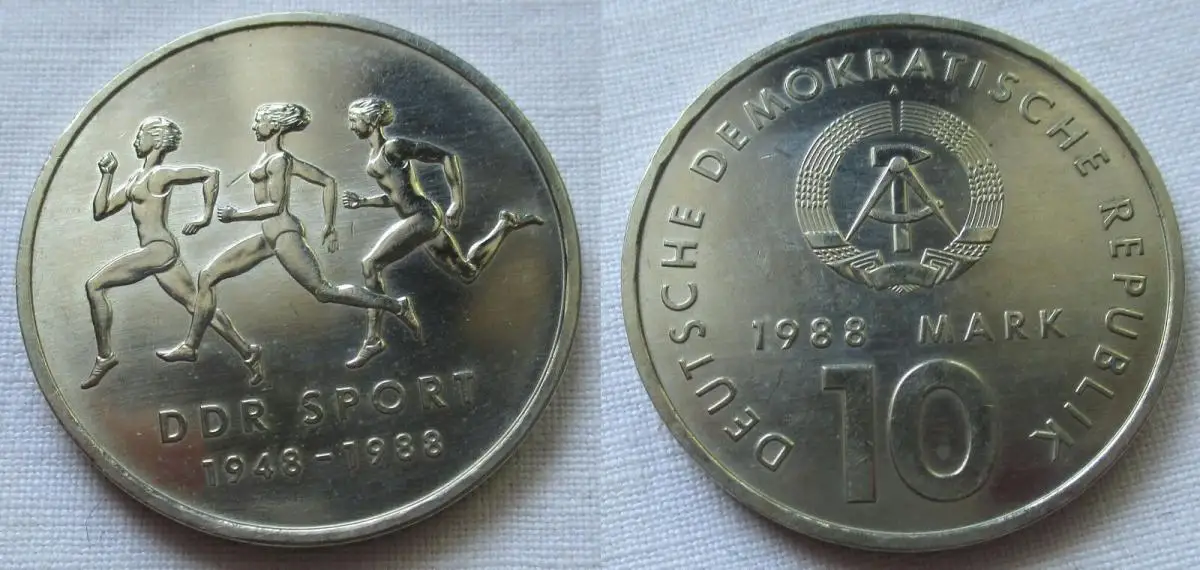 DDR SPORT
1948-1988
DEUTSCHE DEMOKRATISCHE REPUBLIK
1988 MARK
10